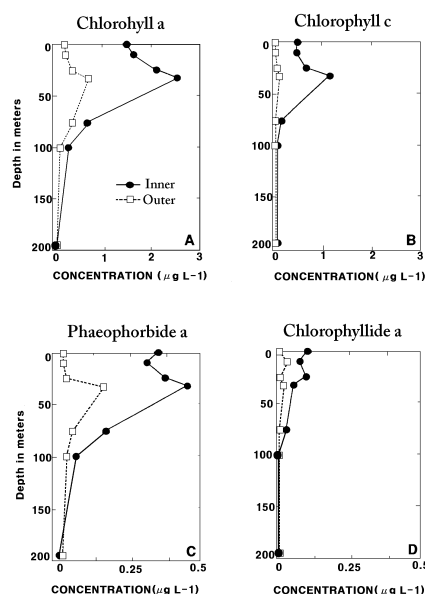 Chlorohyll a
Chlorophyll c
0
50
100
150
200
Depth in meters
Inner
Outer
A
0
1
2
3
CONCENTRATION ( μg L-1)
0
50
100
150
200
B
0
1
2
3
CONCENTRATION (μg L-1)
Phaeophorbide a
Chlorophyllide a
0
50
100
150
200
Depth in meters
C
0
0.25
0.5
CONCENTRATION(μg L-1)
0
50
100
150
200
D
0
0.25
0.5
CONCENTRATION (μg L-1)